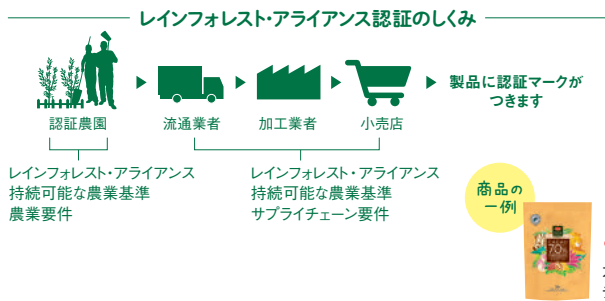 レインフォレスト・アライアンス認証のしくみ
認証農園
流通業者
加工業者
小売店
製品に認証マークが
つきます
レインフォレスト・アライアンス
持続可能な農業基準
農業要件
レインフォレスト・アライアンス
持続可能な農業基準
サプライチェーン要件
商品の
一例
70%